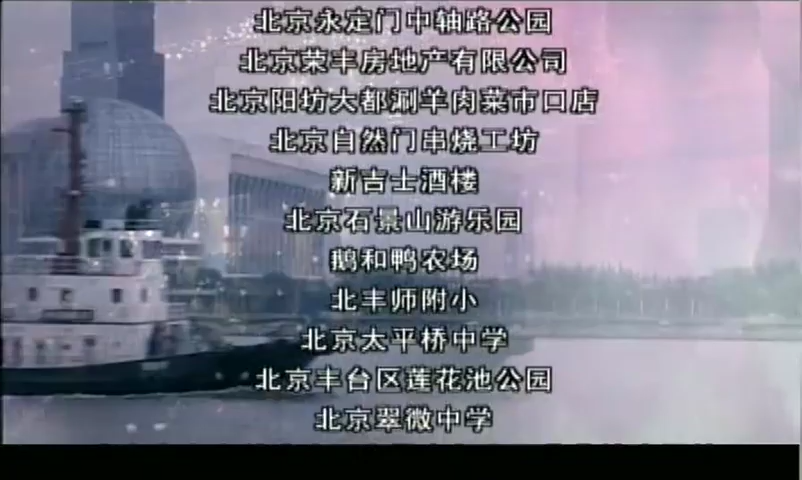 北京永定门中轴路公园
北京荣丰房地产有限公司
北京阳坊大都涮羊肉菜市口店
北京自然门串烧工坊
新吉士酒楼
北京石景山游乐园
鹅和鸭农场
北丰师附小
北京太平桥中学
北京丰台区莲花池公园
北京翠微中学